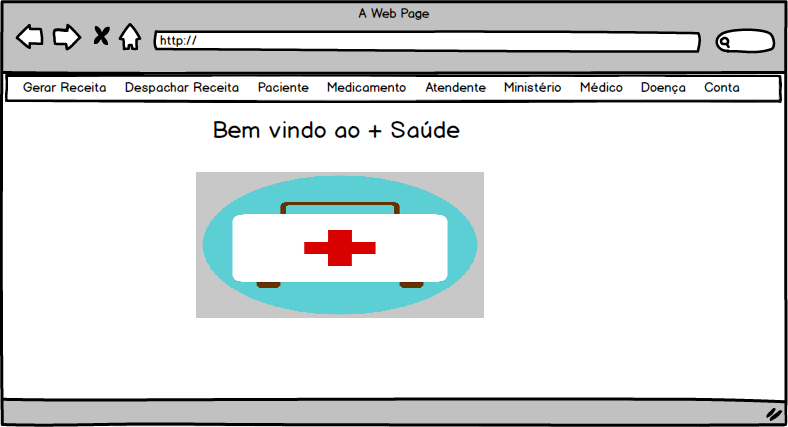 A Web Page
http://
Gerar Receita Despachar Receita Paciente Medicamento Atendente Ministério Médico Doença Conta
Bem vindo ao + Saúde